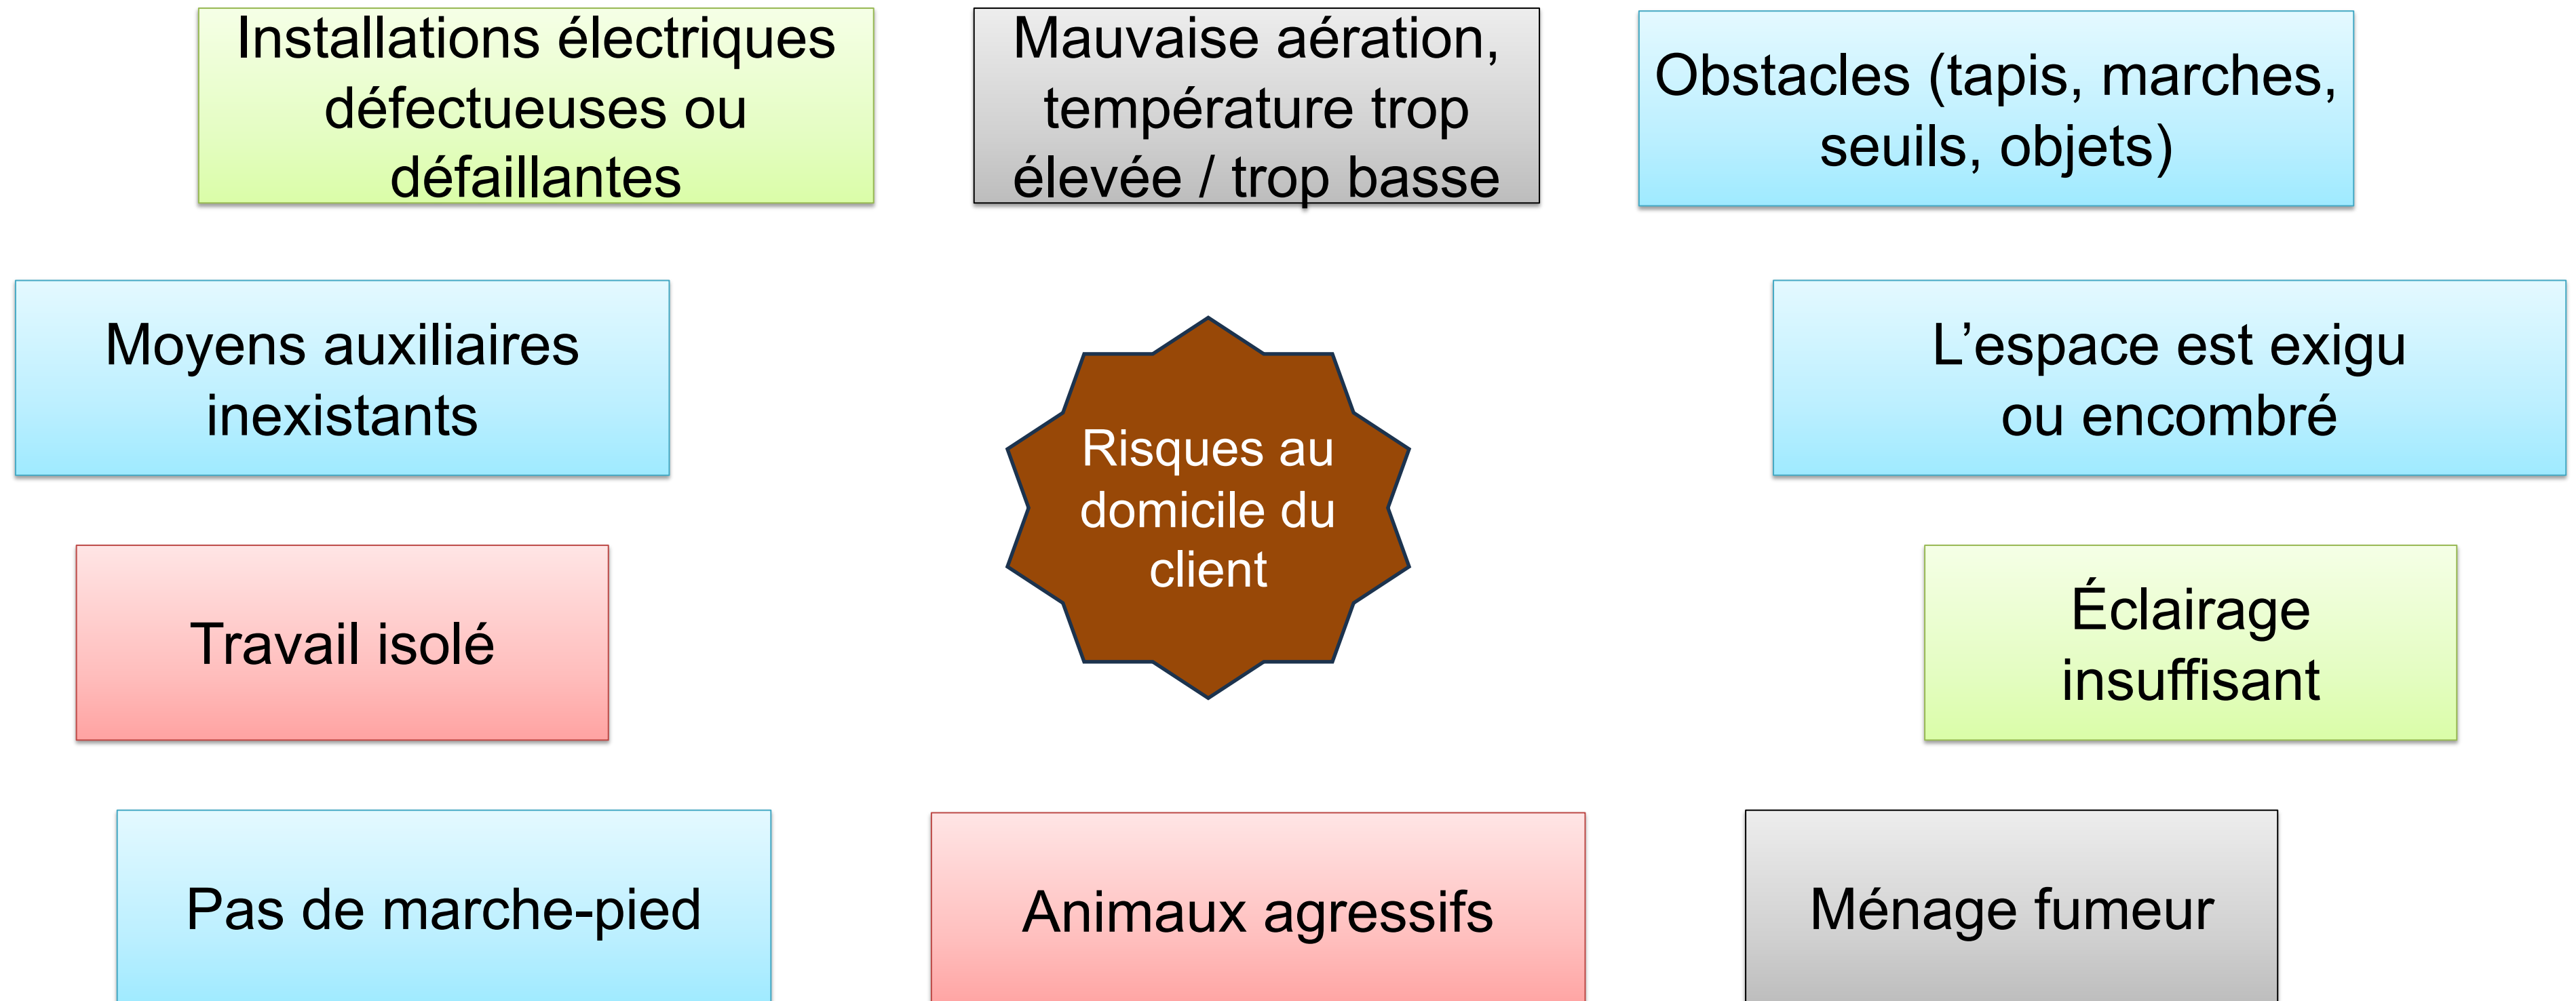 Installations électriques
défectueuses ou
défaillantes
Mauvaise aération,
température trop
élevée / trop basse
Obstacles (tapis, marches,
seuils, objets)
Moyens auxiliaires
inexistants
Risques au
domicile du
client
L’espace est exigu
ou encombré
Travail isolé
Éclairage
insuffisant
Pas de marche-pied
Animaux agressifs
Ménage fumeur